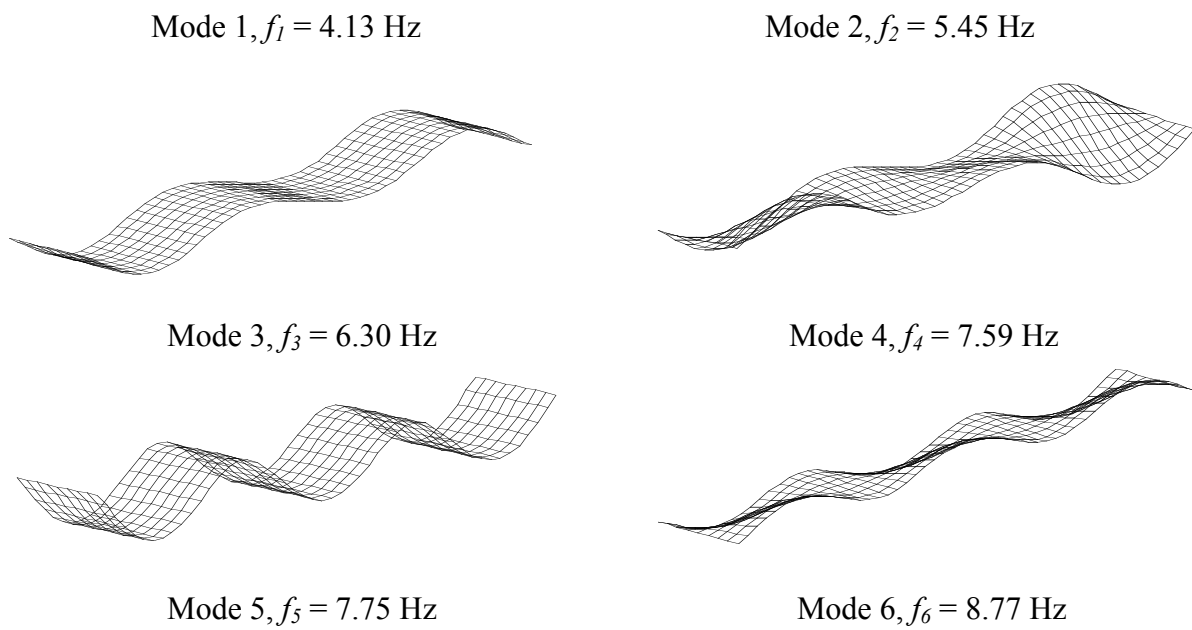 Mode 1, f1 = 4.13 Hz
Mode 2, f2 = 5.45 Hz
Mode 3, f3 = 6.30 Hz
Mode 4, f4 = 7.59 Hz
Mode 5, f5 = 7.75 Hz
Mode 6, f6 = 8.77 Hz